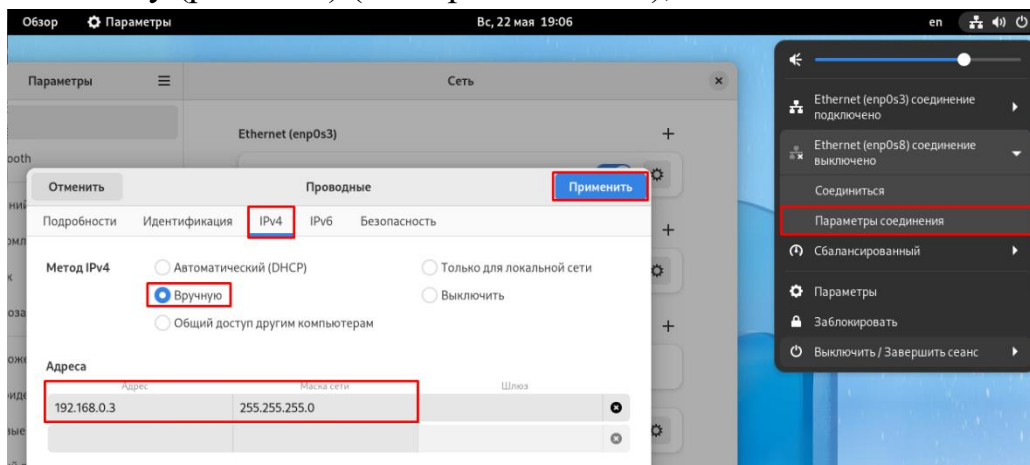 Обзор Параметры Вс, 22 мая 19:06 en
Параметры Сеть
Ethernet (enp0s3)
Отменить Проводные Применить
Подробности Идентификация IPv4 IPv6 Безопасность
Метод IPv4 Автоматический (DHCP) Только для локальной сети
Вручную Выключить
Общий доступ другим компьютерам
Адреса
Адрес Маска сети Шлюз
192.168.0.3 255.255.255.0
Ethernet (enp0s3) соединение
подключено
Ethernet (enp0s8) соединение
выключено
Соединиться
Параметры соединения
Сбалансированный
Параметры
Заблокировать
Выключить / Завершить сеанс